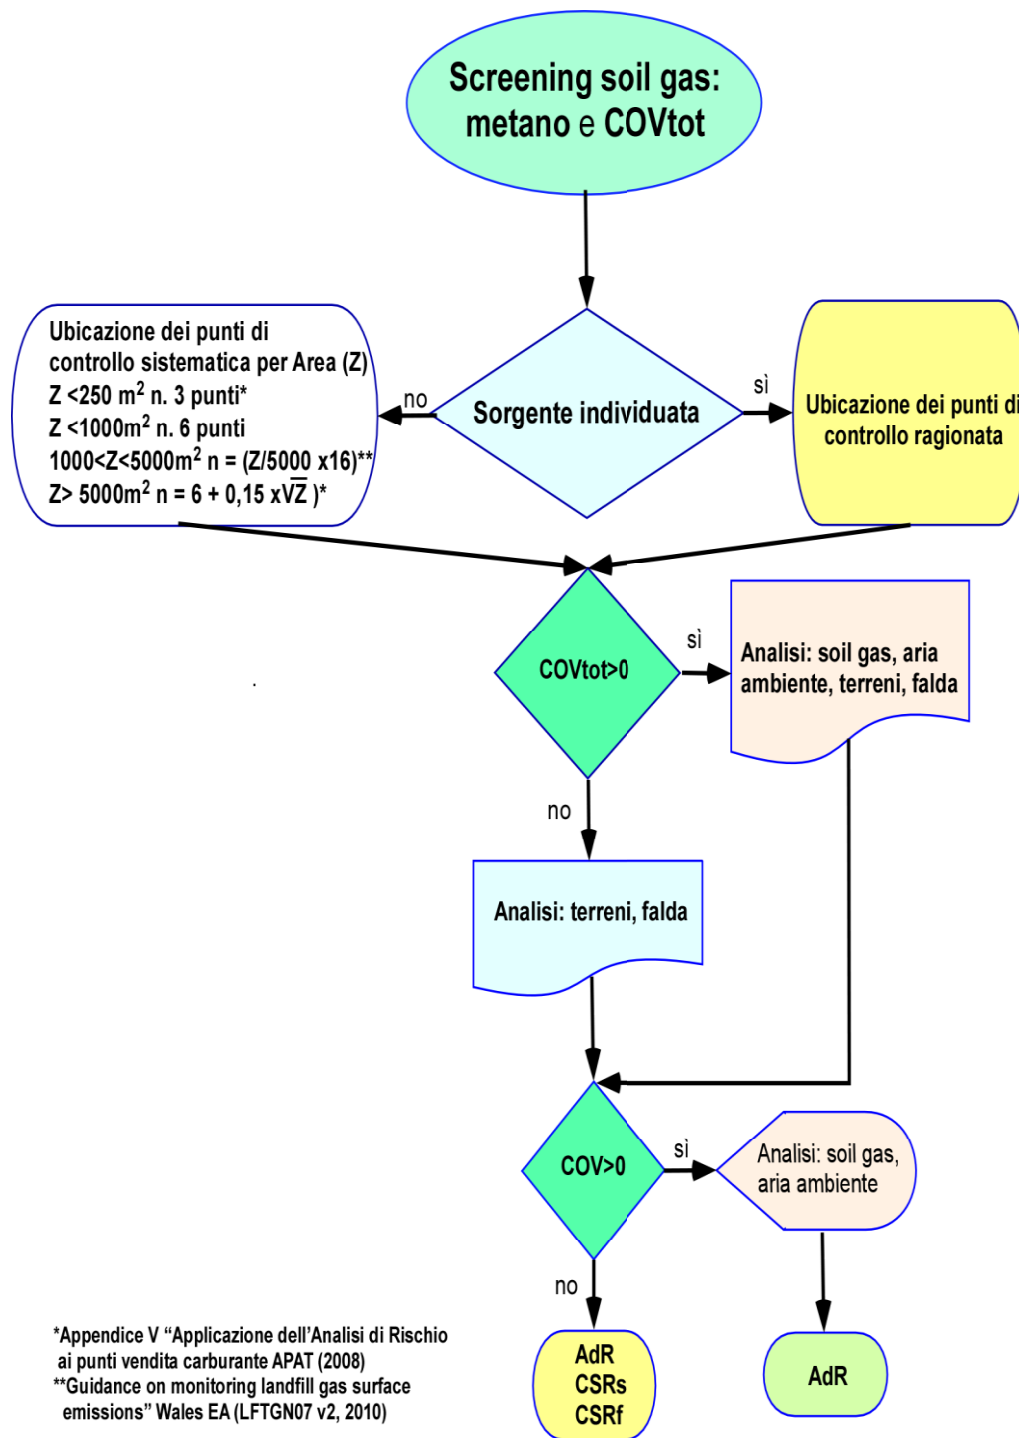 Screening soil gas:
metano e COVtot
Ubicazione dei punti di
controllo sistematica per Area (Z)
Z <250 m² n. 3 punti*
Z <1000m² n. 6 punti
1000<Z<5000m² n = (Z/5000 x16)**
Z> 5000m² n = 6 + 0,15 xV̅Z̅ )*
no
Sorgente individuata
sì
Ubicazione dei punti di
controllo ragionata
COVtot>0
sì
Analisi: soil gas, aria
ambiente, terreni, falda
no
Analisi: terreni, falda
COV>0
sì
Analisi: soil gas,
aria ambiente
no
AdR
CSRs
CSRf
AdR
*Appendice V “Applicazione dell’Analisi di Rischio
ai punti vendita carburante APAT (2008)
**Guidance on monitoring landfill gas surface
emissions” Wales EA (LFTGN07 v2, 2010)